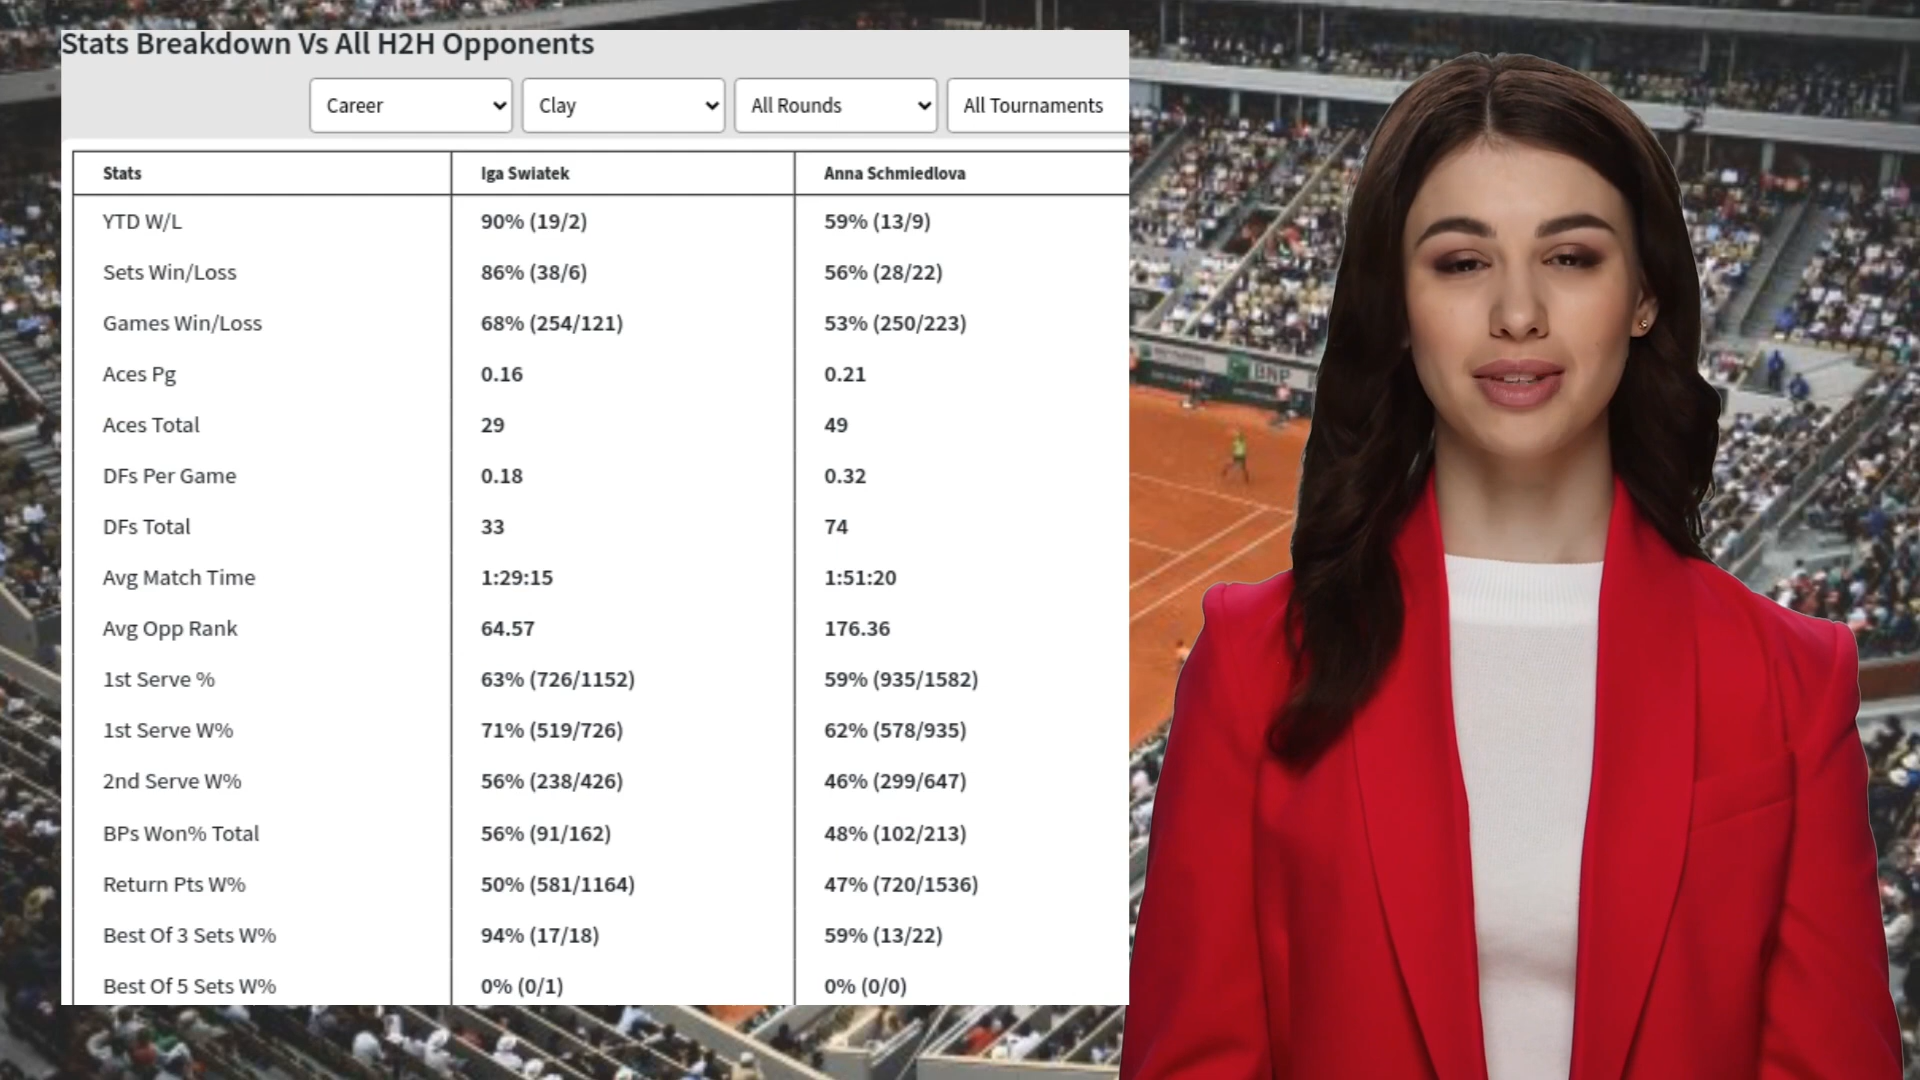 Stats Breakdown Vs All H2H Opponents
Career Clay All Rounds All Tournaments
Stats Iga Swiatek Anna Schmiedlova
YTD W/L 90% (19/2) 59% (13/9)
Sets Win/Loss 86% (38/6) 56% (28/22)
Games Win/Loss 68% (254/121) 53% (250/223)
Aces Pg 0.16 0.21
Aces Total 29 49
DFs Per Game 0.18 0.32
DFs Total 33 74
Avg Match Time 1:29:15 1:51:20
Avg Opp Rank 64.57 176.36
1st Serve % 63% (726/1152) 59% (935/1582)
1st Serve W% 71% (519/726) 62% (578/935)
2nd Serve W% 56% (238/426) 46% (299/647)
BPs Won% Total 56% (91/162) 48% (102/213)
Return Pts W% 50% (581/1164) 47% (720/1536)
Best Of 3 Sets W% 94% (17/18) 59% (13/22)
Best Of 5 Sets W% 0% (0/1) 0% (0/0)
BNP